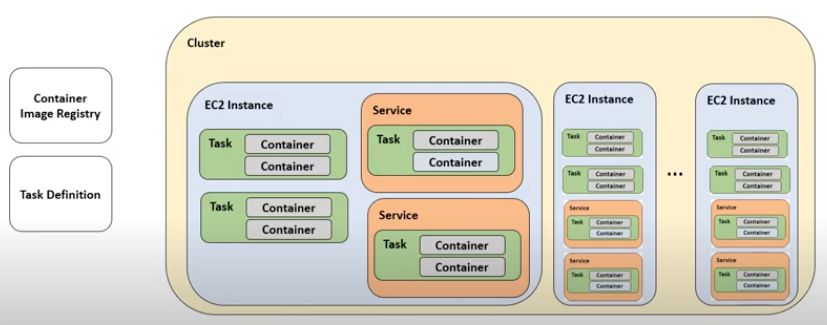 Cluster
Container
Image Registry
Task Definition
EC2 Instance
Task
Container
Container
Task
Container
Container
Service
Task
Container
Container
Service
Task
Container
Container
EC2 Instance
Task
Container
Container
Task
Container
Container
Service
Task
Container
Container
Service
Task
Container
Container
...
EC2 Instance
Task
Container
Container
Task
Container
Container
Service
Task
Container
Container
Service
Task
Container
Container